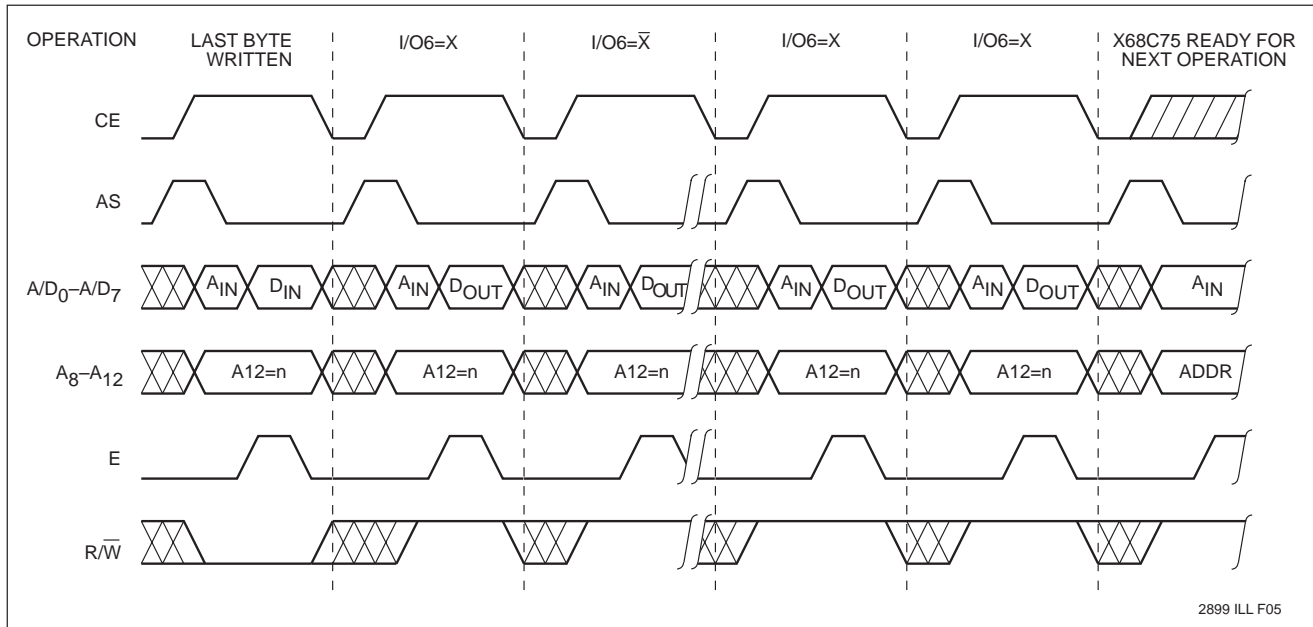 OPERATION LAST BYTE WRITTEN I/O6=X I/O6=X̅ I/O6=X I/O6=X X68C75 READY FOR NEXT OPERATION
CE
AS
A/D0–A/D7 AIN DIN AIN DOUT AIN DOUT AIN DOUT AIN DOUT AIN
A8–A12 A12=n A12=n A12=n A12=n A12=n ADDR
E
R/W̅
2899 ILL F05